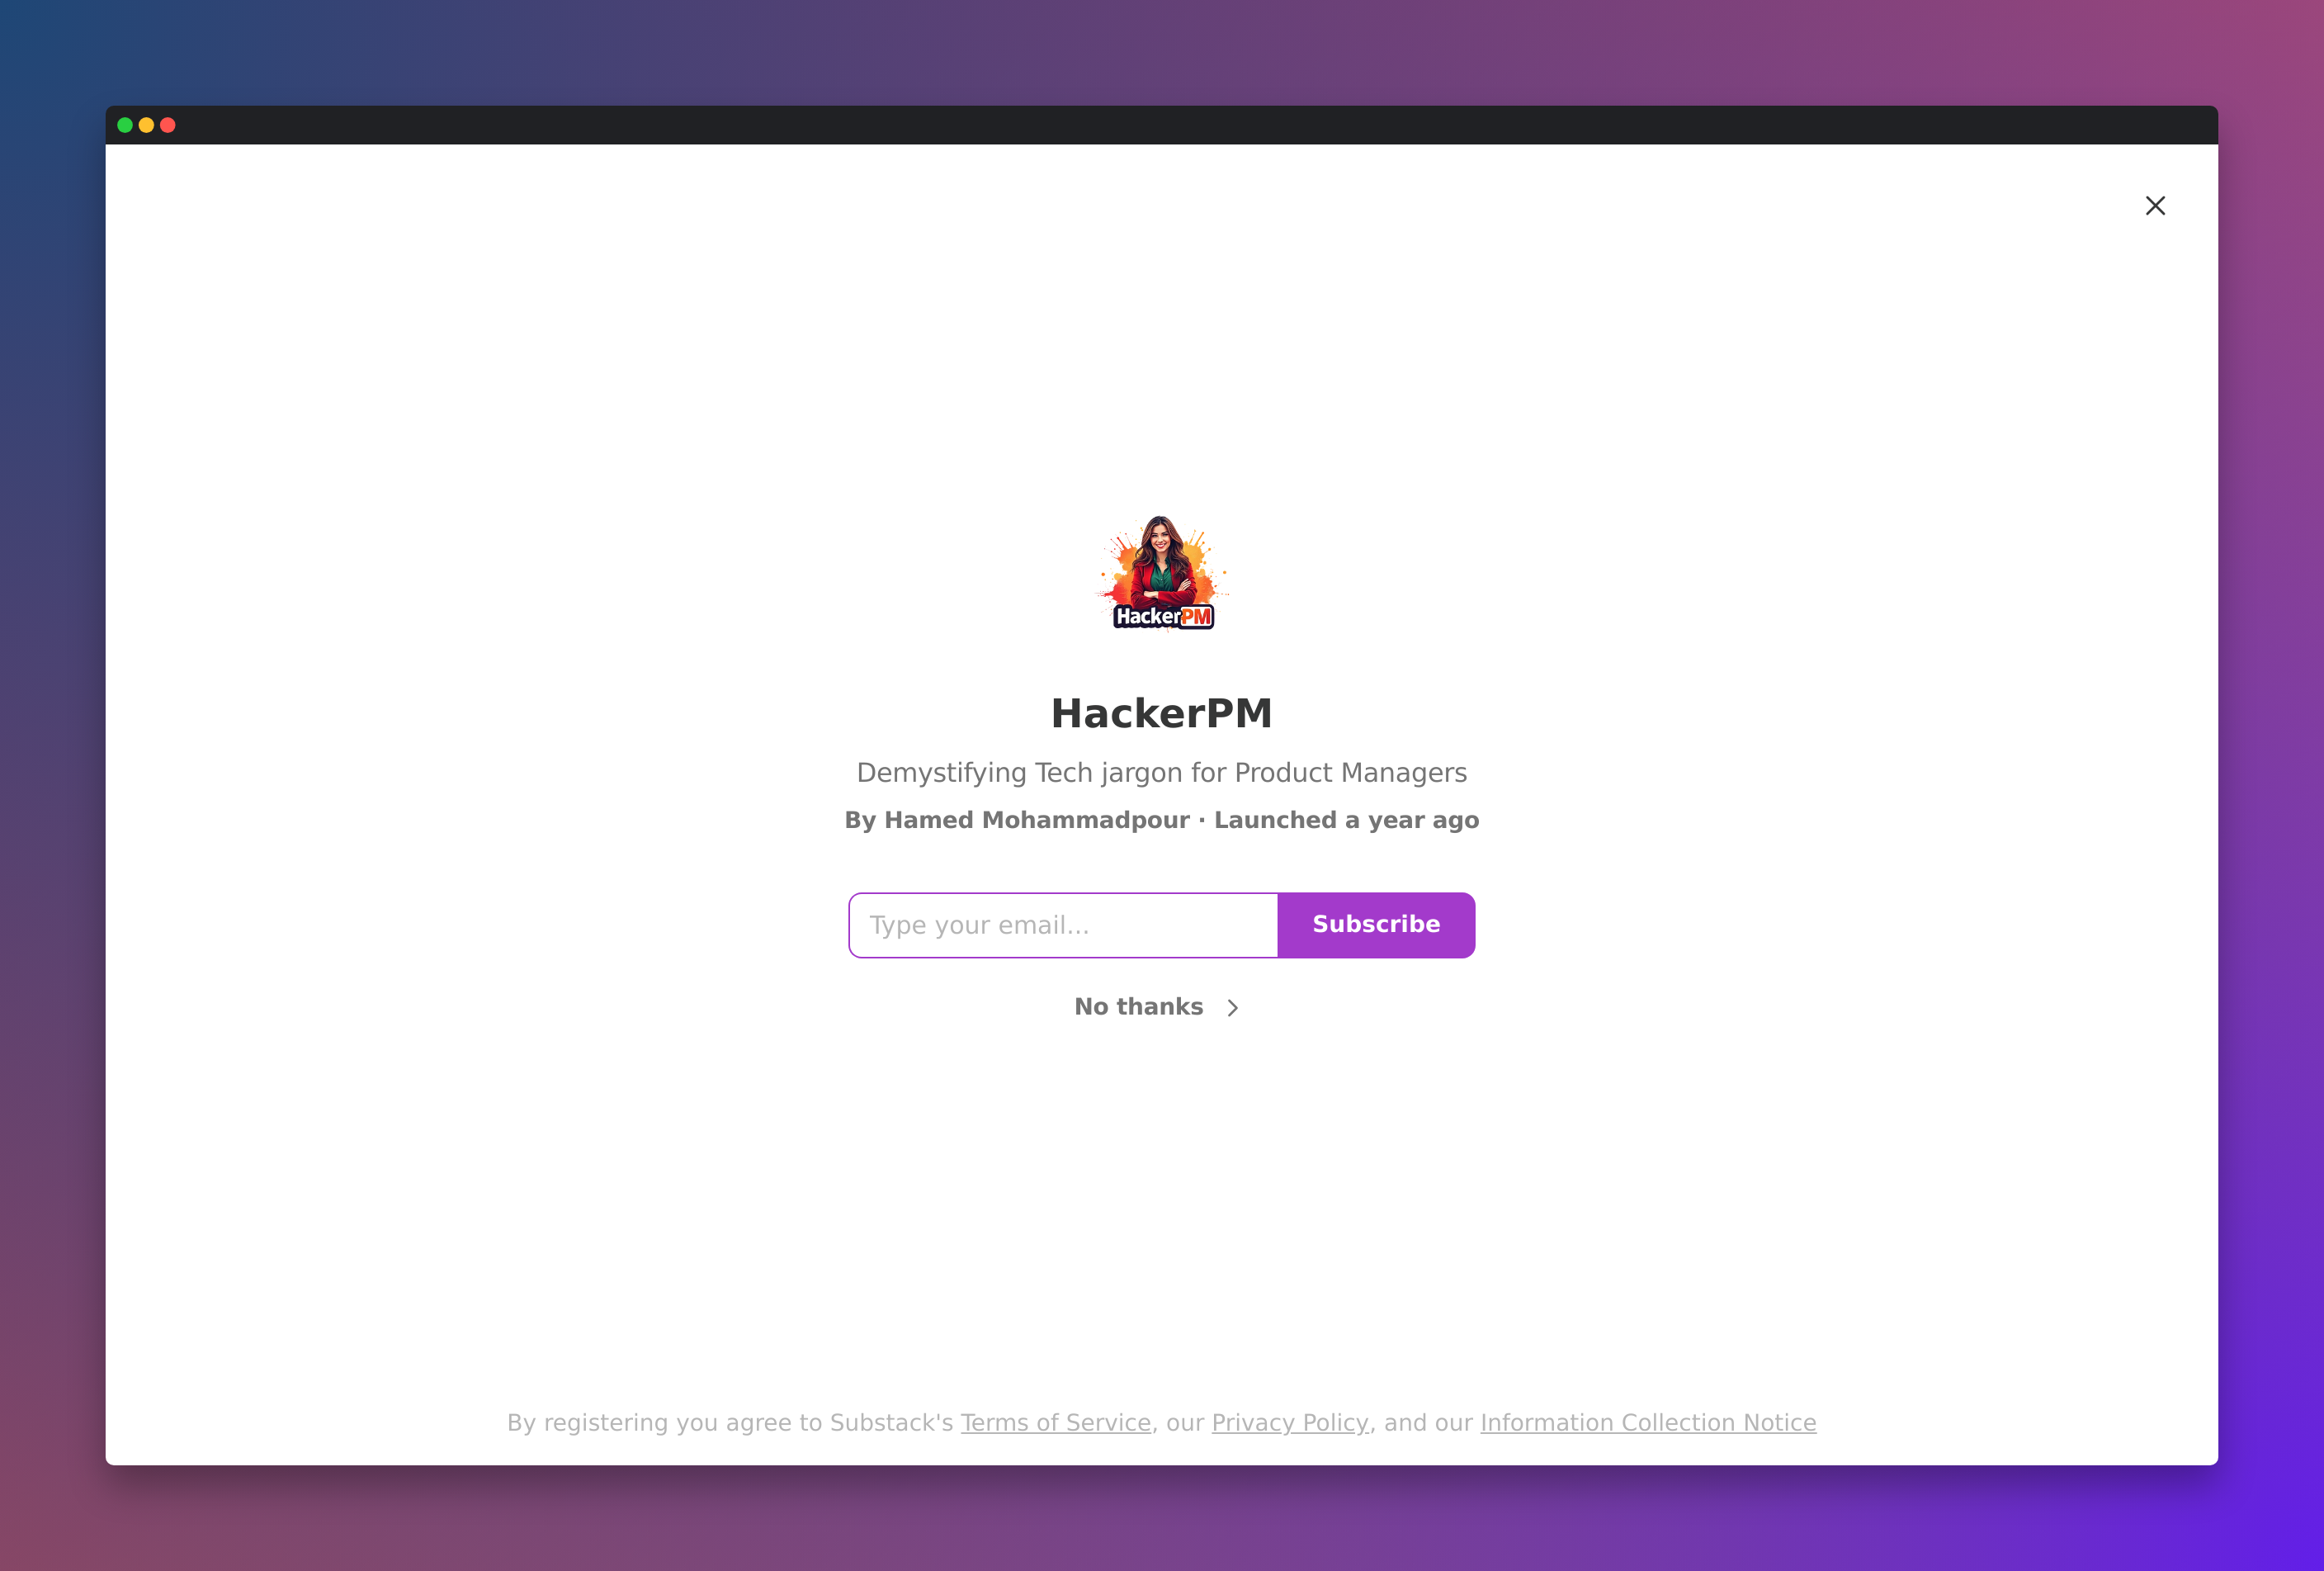 HackerPM
HackerPM
Demystifying Tech jargon for Product Managers
By Hamed Mohammadpour · Launched a year ago
Type your email...
Subscribe
No thanks
By registering you agree to Substack's Terms of Service, our Privacy Policy, and our Information Collection Notice